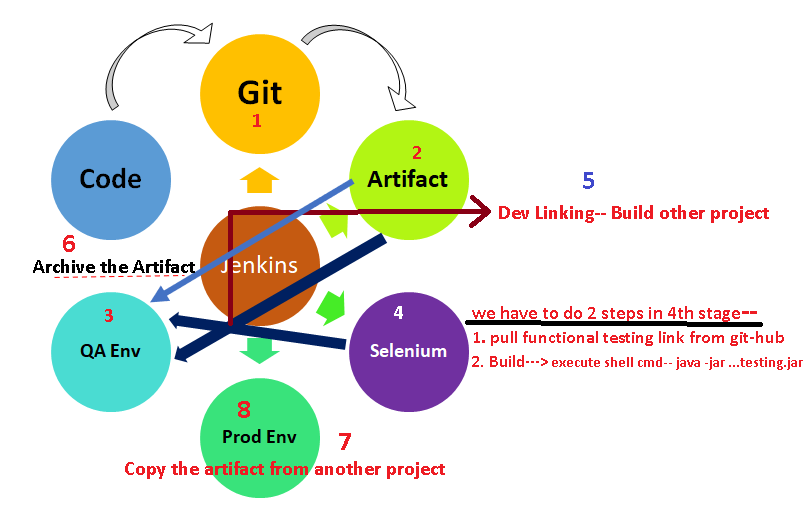 Git
1
2
Artifact
Code
5
Dev Linking-- Build other project
6
Archive the Artifact
Jenkins
3
QA Env
4
Selenium
we have to do 2 steps in 4th stage--
1. pull functional testing link from git-hub
2. Build---> execute shell cmd-- java -jar ...testing.jar
8
Prod Env
7
Copy the artifact from another project